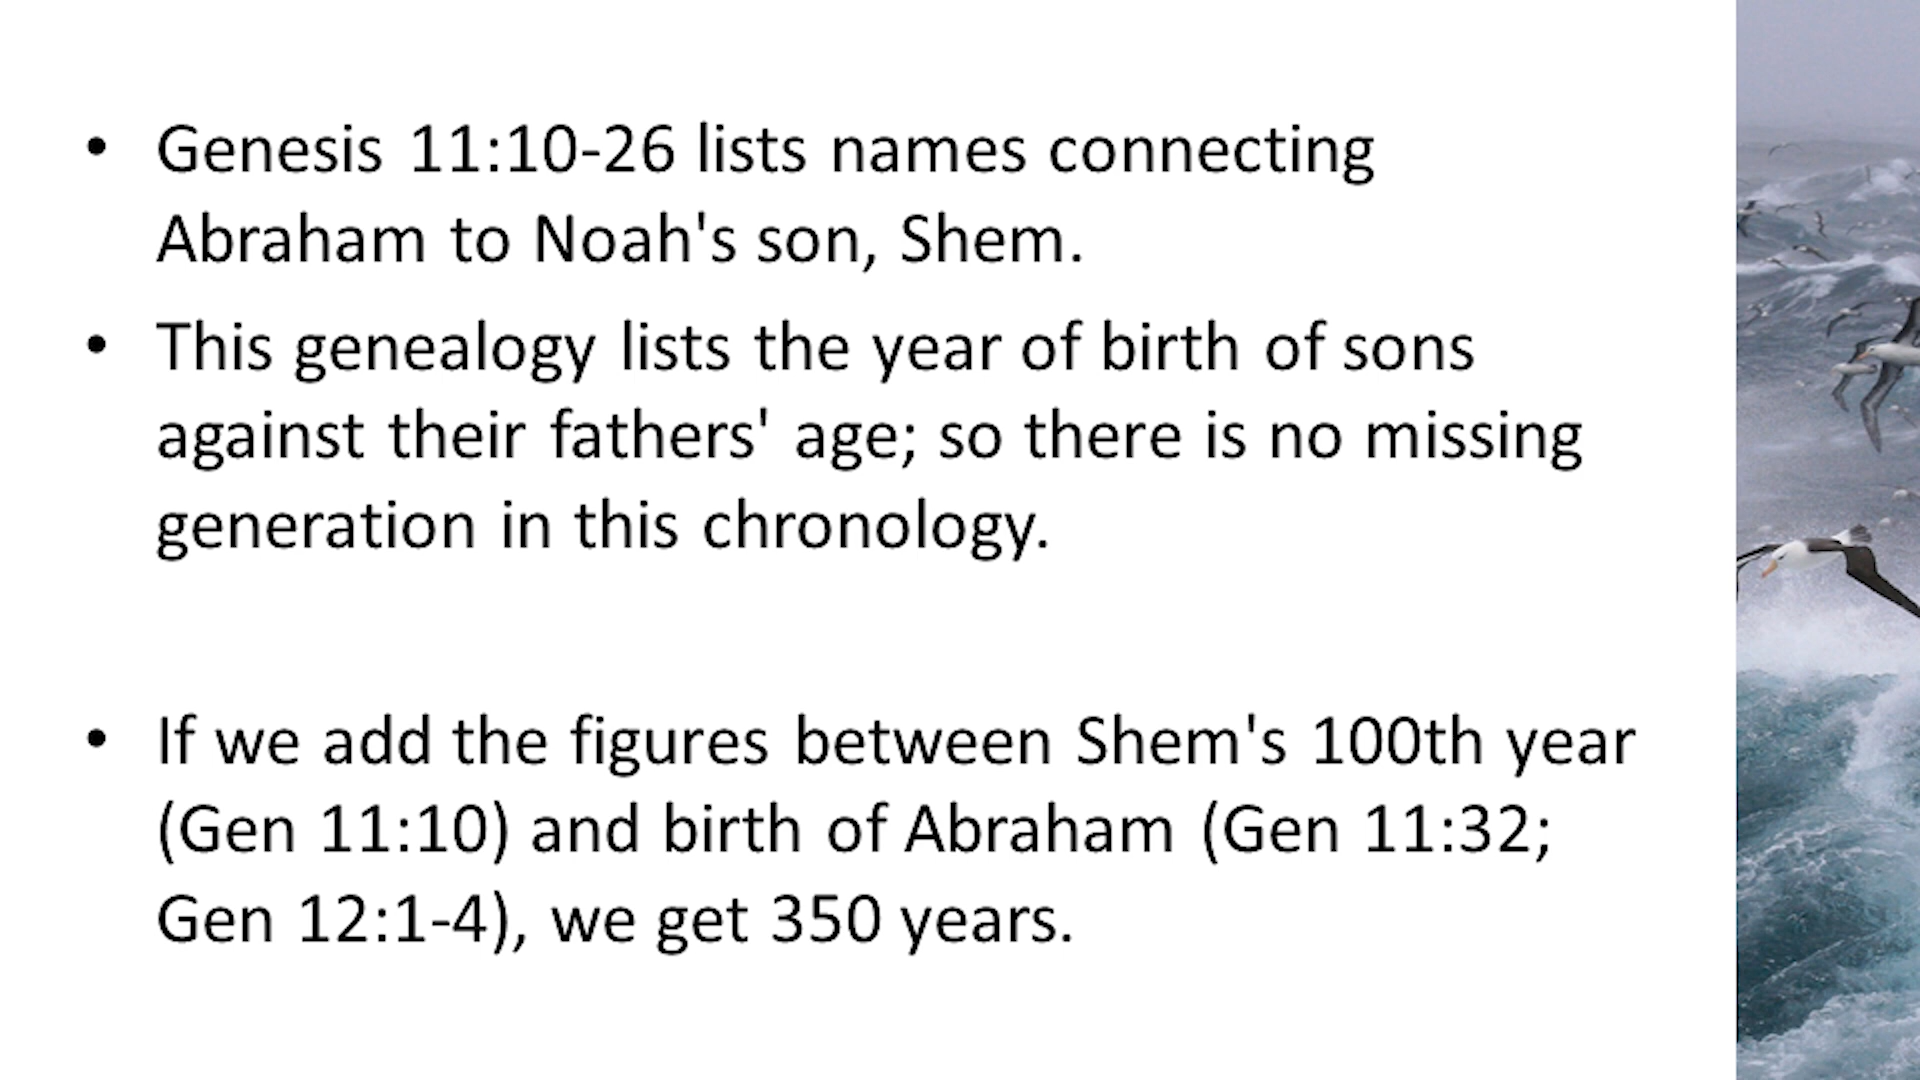 • Genesis 11:10-26 lists names connecting
Abraham to Noah's son, Shem.
• This genealogy lists the year of birth of sons
against their fathers' age; so there is no missing
generation in this chronology.
• If we add the figures between Shem's 100th year
(Gen 11:10) and birth of Abraham (Gen 11:32;
Gen 12:1-4), we get 350 years.